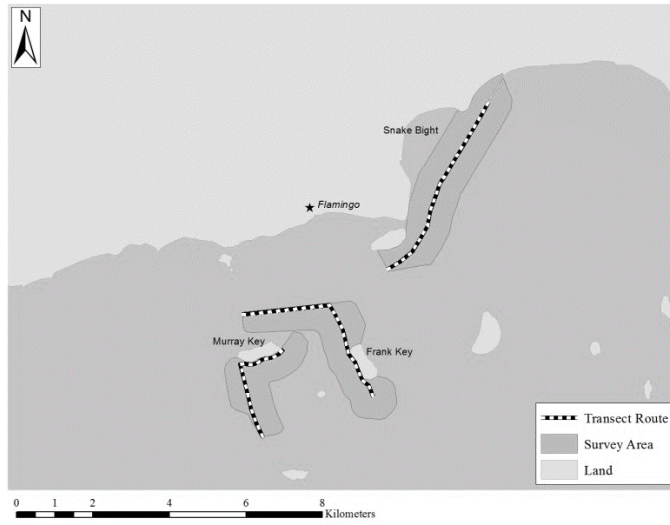 N
Snake Bight
Flamingo
Murray Key
Frank Key
Transect Route
Survey Area
Land
0 1 2 4 6 8
Kilometers